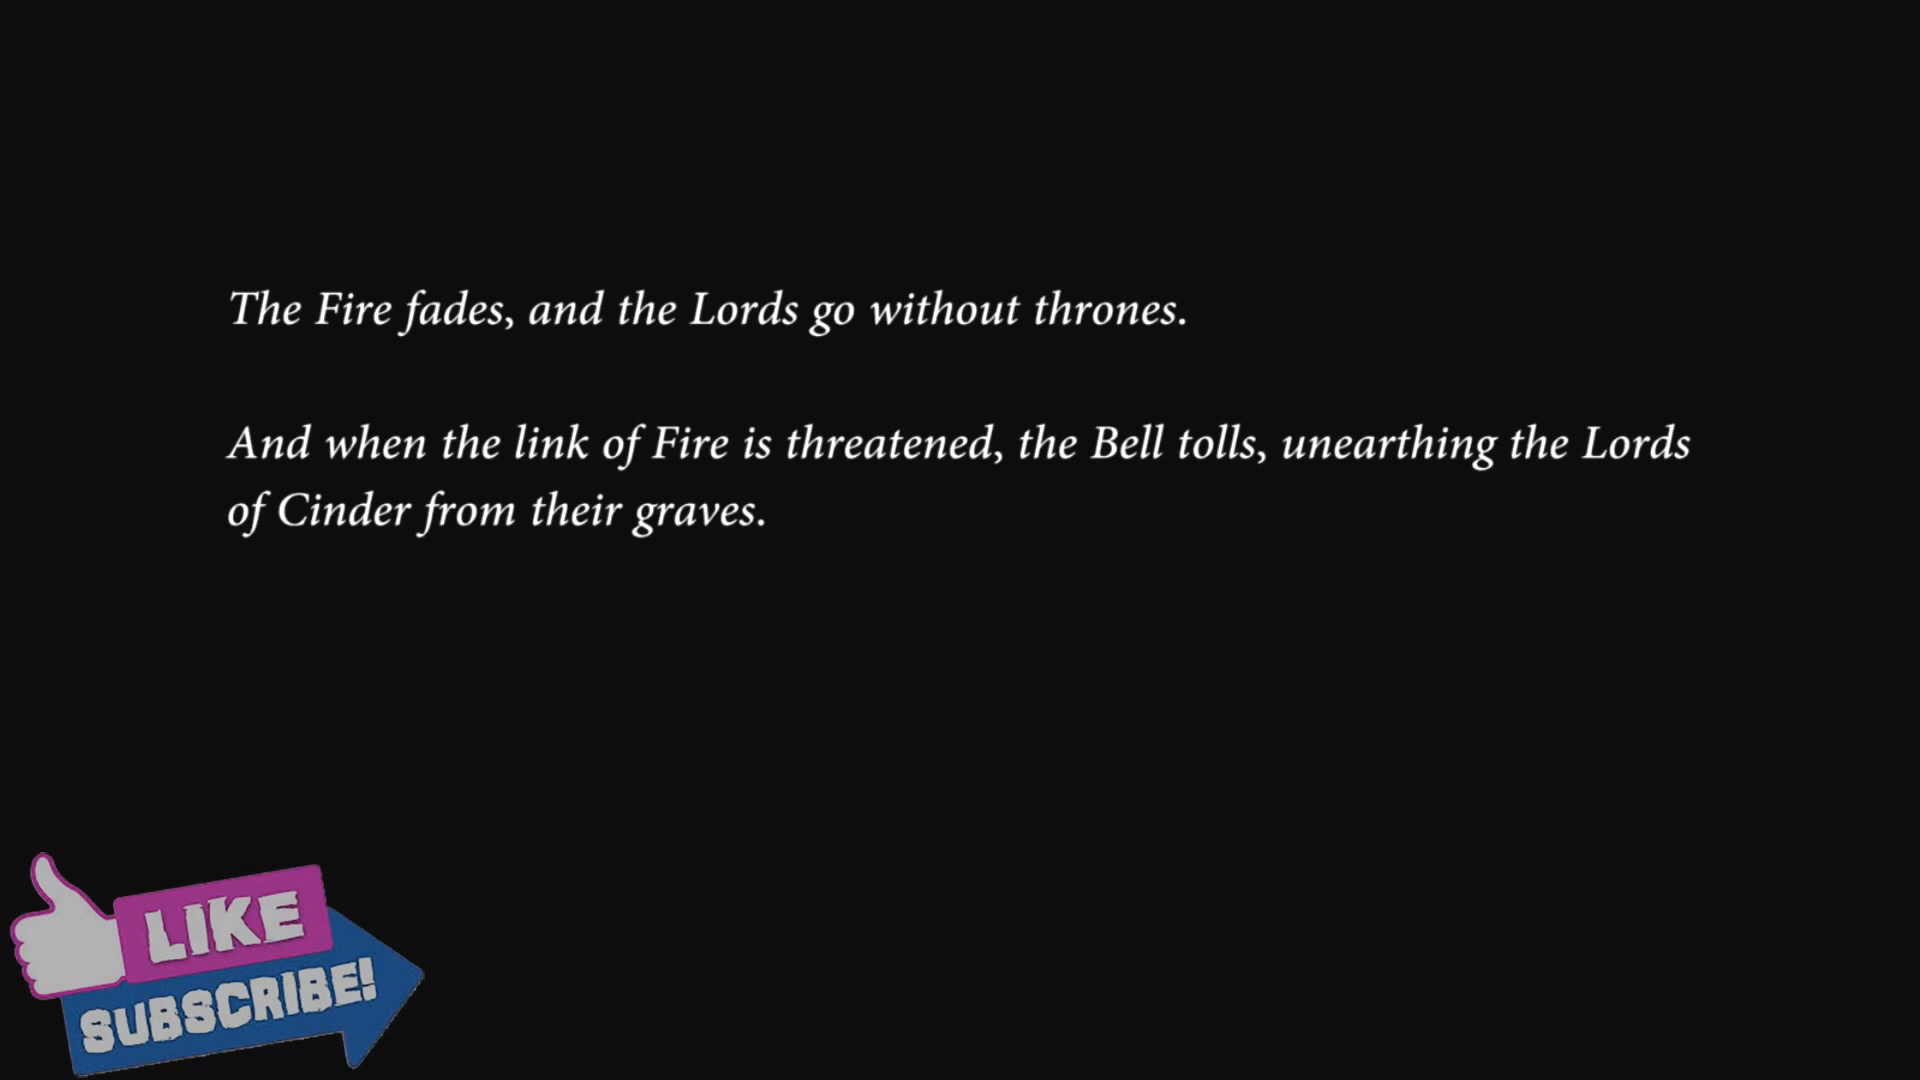 The Fire fades, and the Lords go without thrones.
And when the link of Fire is threatened, the Bell tolls, unearthing the Lords
of Cinder from their graves.
LIKE
SUBSCRIBE!